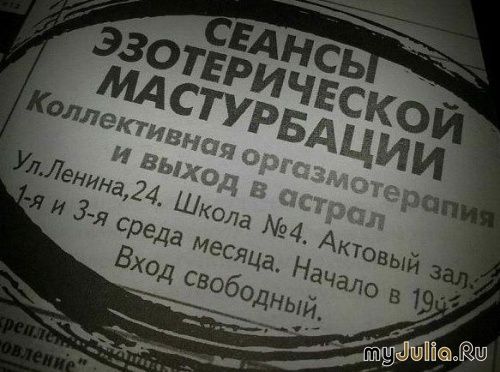 СЕАНСЫ
ЭЗОТЕРИЧЕСКОЙ
МАСТУРБАЦИИ
Коллективная оргазмотерапия
и выход в астрал
Ул.Ленина,24. Школа №4. Актовый зал.
1-я и 3-я среда месяца. Начало в 19ч.
Вход свободный.
myJulia.Ru